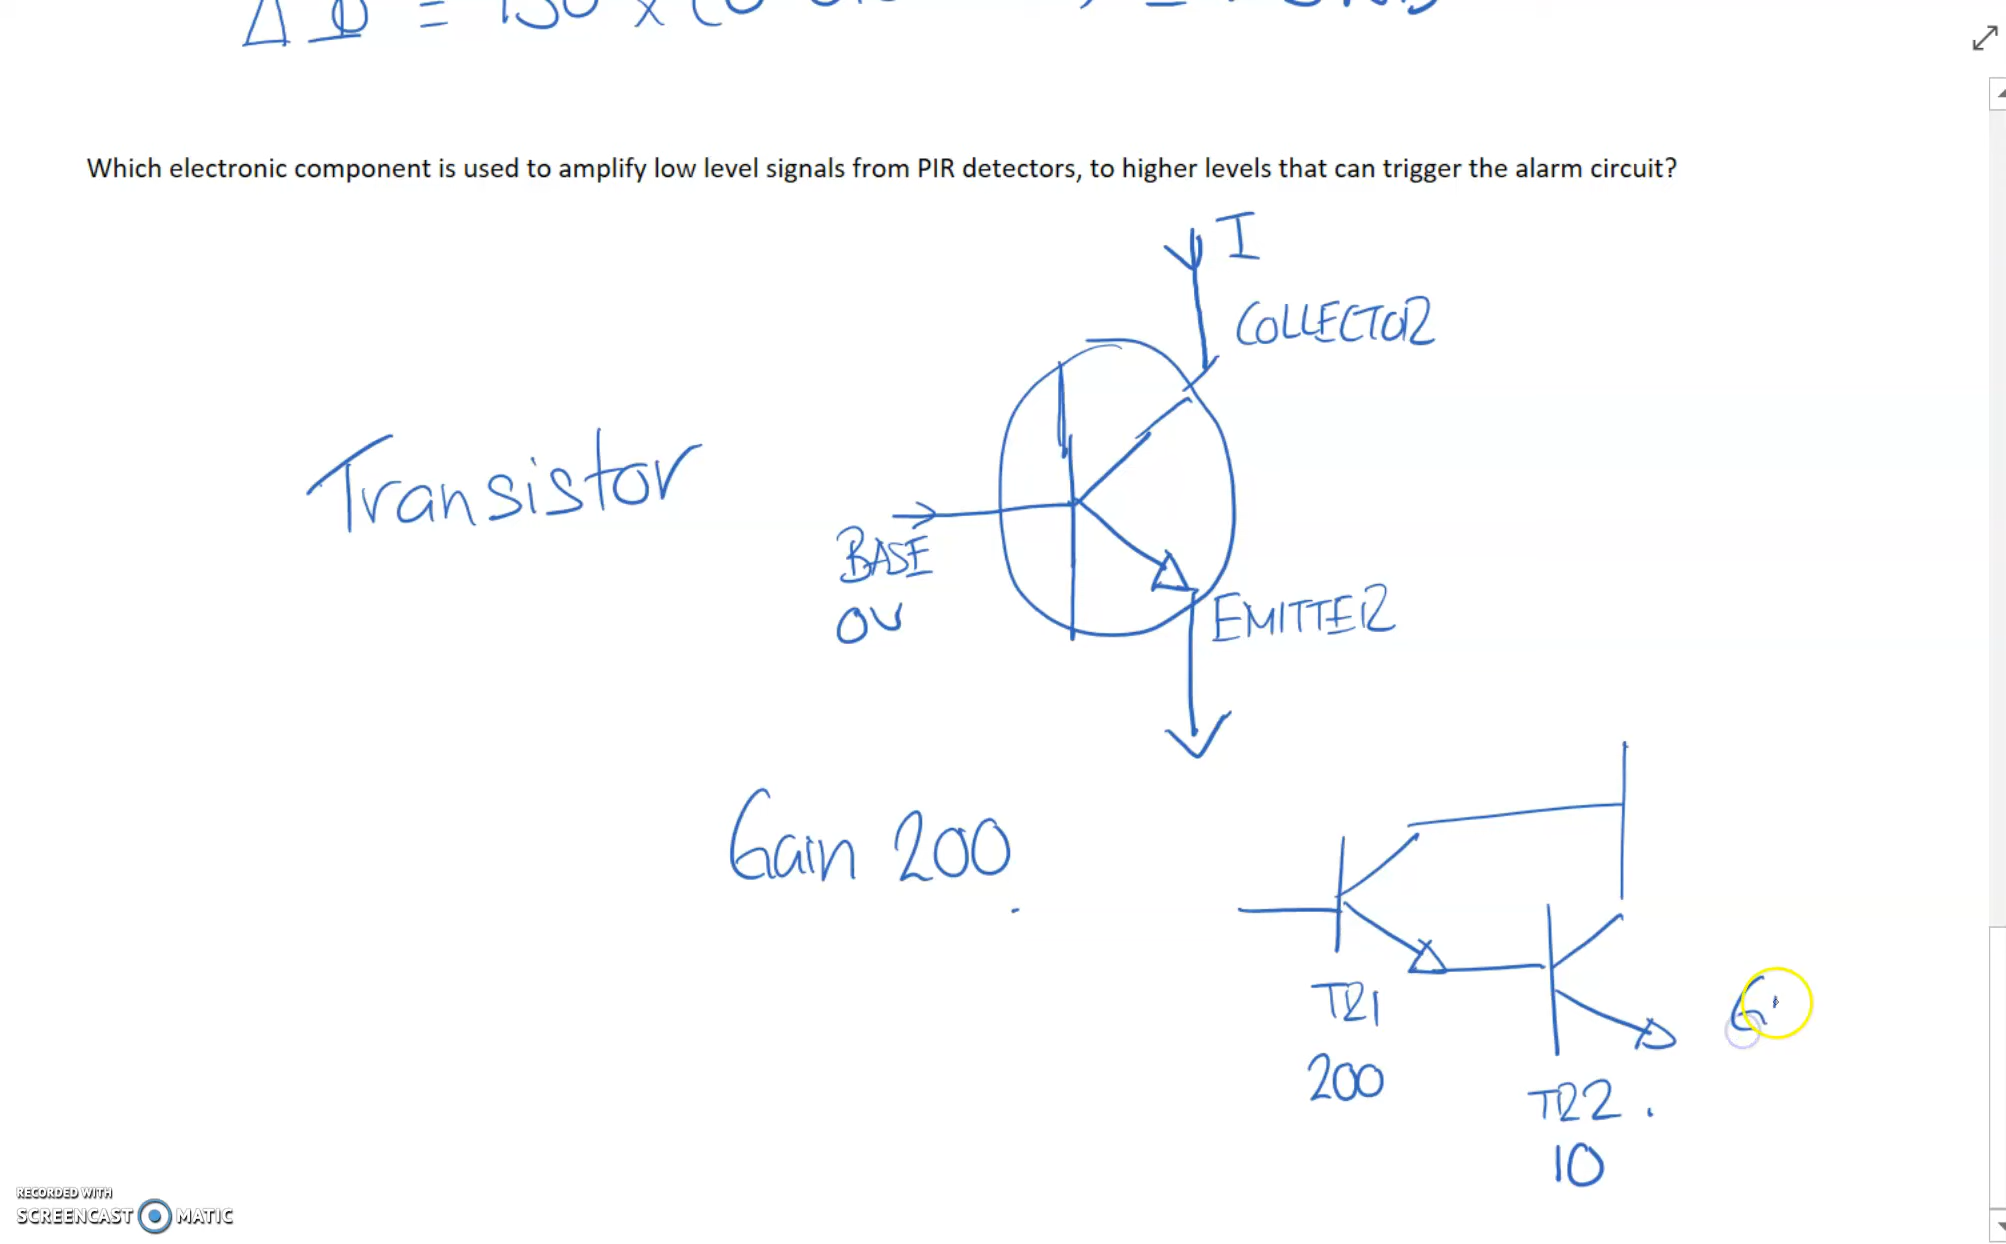 Which electronic component is used to amplify low level signals from PIR detectors, to higher levels that can trigger the alarm circuit?
I
COLLECTOR
Transistor
BASE
OV
EMITTER
Gain 200
TR1
200
TR2
10
RECORDED WITH
SCREENCAST MATIC